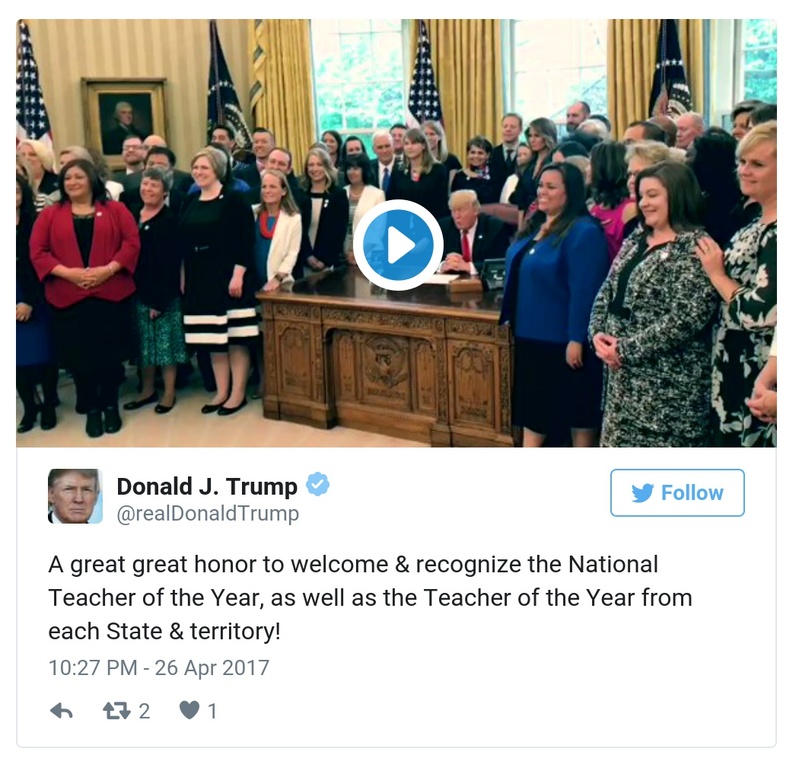 Donald J. Trump
@realDonaldTrump
Follow
A great great honor to welcome & recognize the National
Teacher of the Year, as well as the Teacher of the Year from
each State & territory!
10:27 PM - 26 Apr 2017
2 1